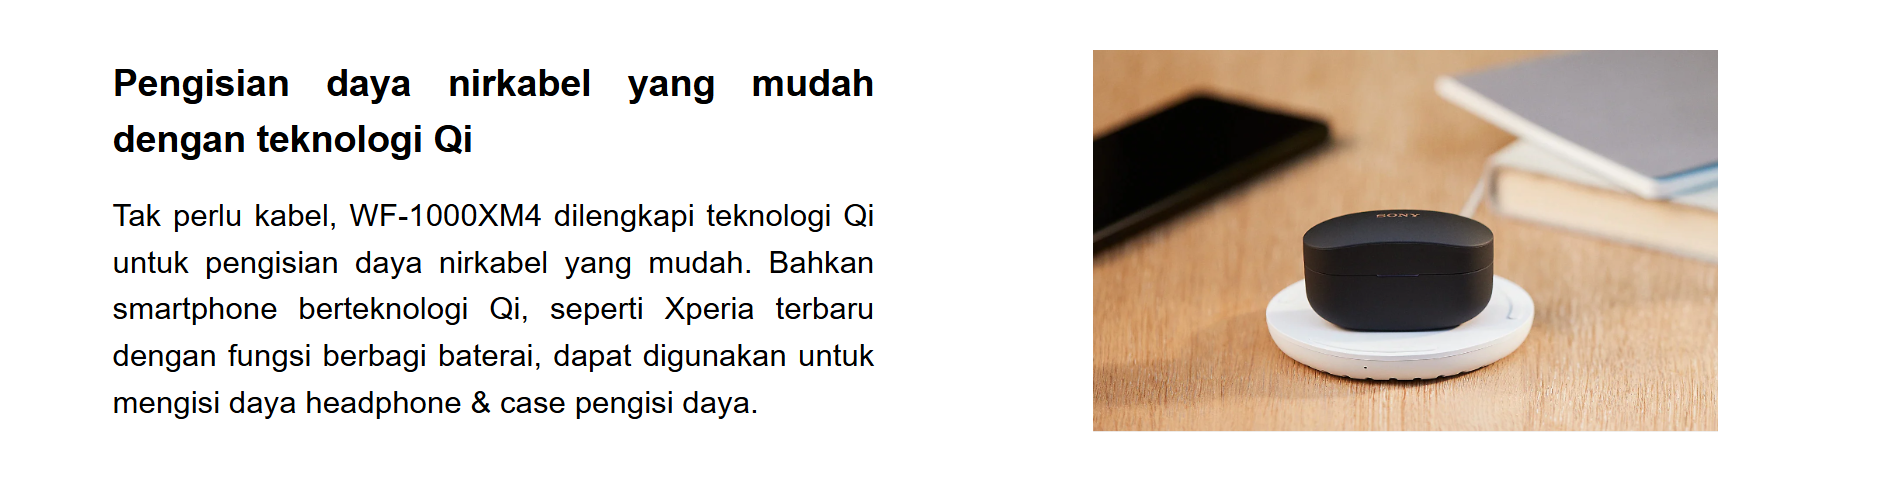 Pengisian daya nirkabel yang mudah
dengan teknologi Qi
Tak perlu kabel, WF-1000XM4 dilengkapi teknologi Qi
untuk pengisian daya nirkabel yang mudah. Bahkan
smartphone berteknologi Qi, seperti Xperia terbaru
dengan fungsi berbagi baterai, dapat digunakan untuk
mengisi daya headphone & case pengisi daya.
SONY